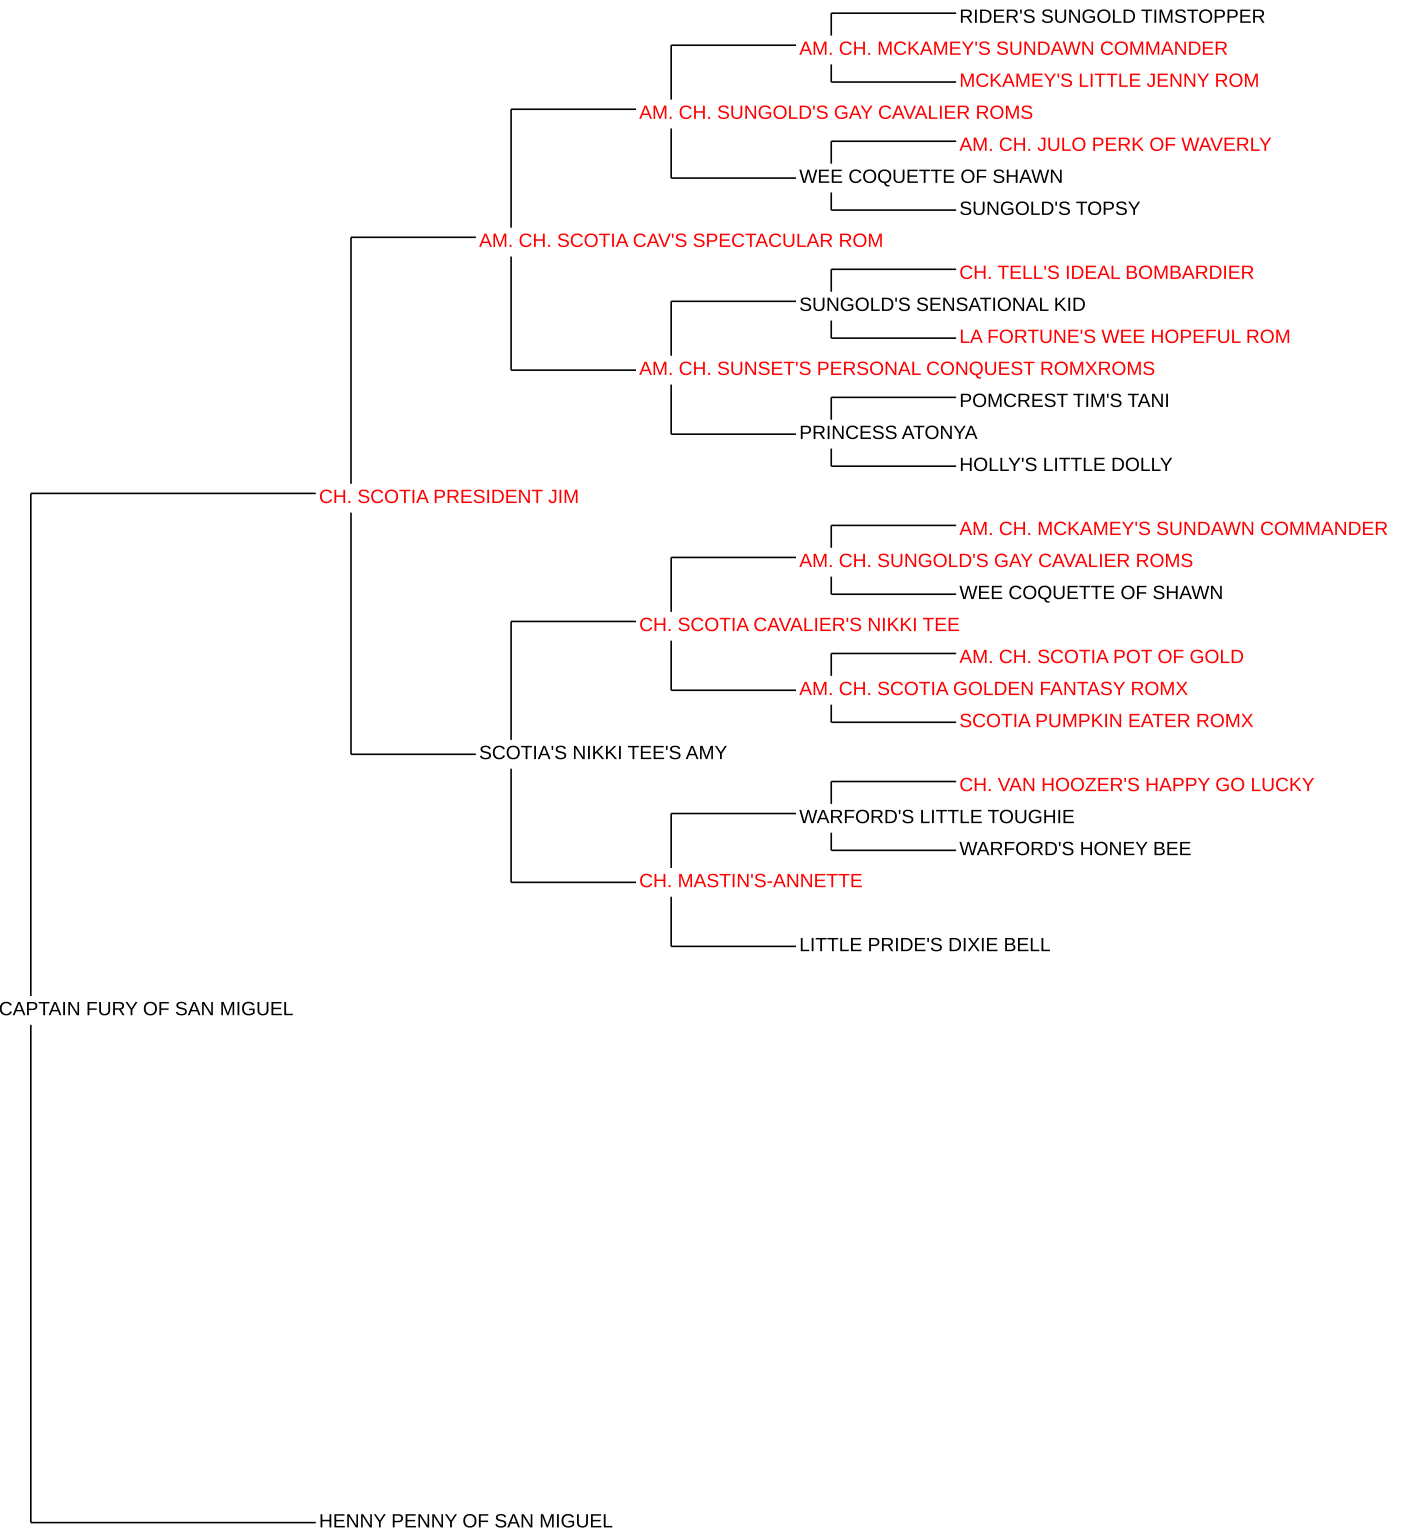 RIDER'S SUNGOLD TIMSTOPPER
AM. CH. MCKAMEY'S SUNDAWN COMMANDER
MCKAMEY'S LITTLE JENNY ROM
AM. CH. SUNGOLD'S GAY CAVALIER ROMS
AM. CH. JULO PERK OF WAVERLY
WEE COQUETTE OF SHAWN
SUNGOLD'S TOPSY
AM. CH. SCOTIA CAV'S SPECTACULAR ROM
CH. TELL'S IDEAL BOMBARDIER
SUNGOLD'S SENSATIONAL KID
LA FORTUNE'S WEE HOPEFUL ROM
AM. CH. SUNSET'S PERSONAL CONQUEST ROMXROMS
POMCREST TIM'S TANI
PRINCESS ATONYA
HOLLY'S LITTLE DOLLY
CH. SCOTIA PRESIDENT JIM
AM. CH. MCKAMEY'S SUNDAWN COMMANDER
AM. CH. SUNGOLD'S GAY CAVALIER ROMS
WEE COQUETTE OF SHAWN
CH. SCOTIA CAVALIER'S NIKKI TEE
AM. CH. SCOTIA POT OF GOLD
AM. CH. SCOTIA GOLDEN FANTASY ROMX
SCOTIA PUMPKIN EATER ROMX
SCOTIA'S NIKKI TEE'S AMY
CH. VAN HOOZER'S HAPPY GO LUCKY
WARFORD'S LITTLE TOUGHIE
WARFORD'S HONEY BEE
CH. MASTIN'S-ANNETTE
LITTLE PRIDE'S DIXIE BELL
CAPTAIN FURY OF SAN MIGUEL
HENNY PENNY OF SAN MIGUEL